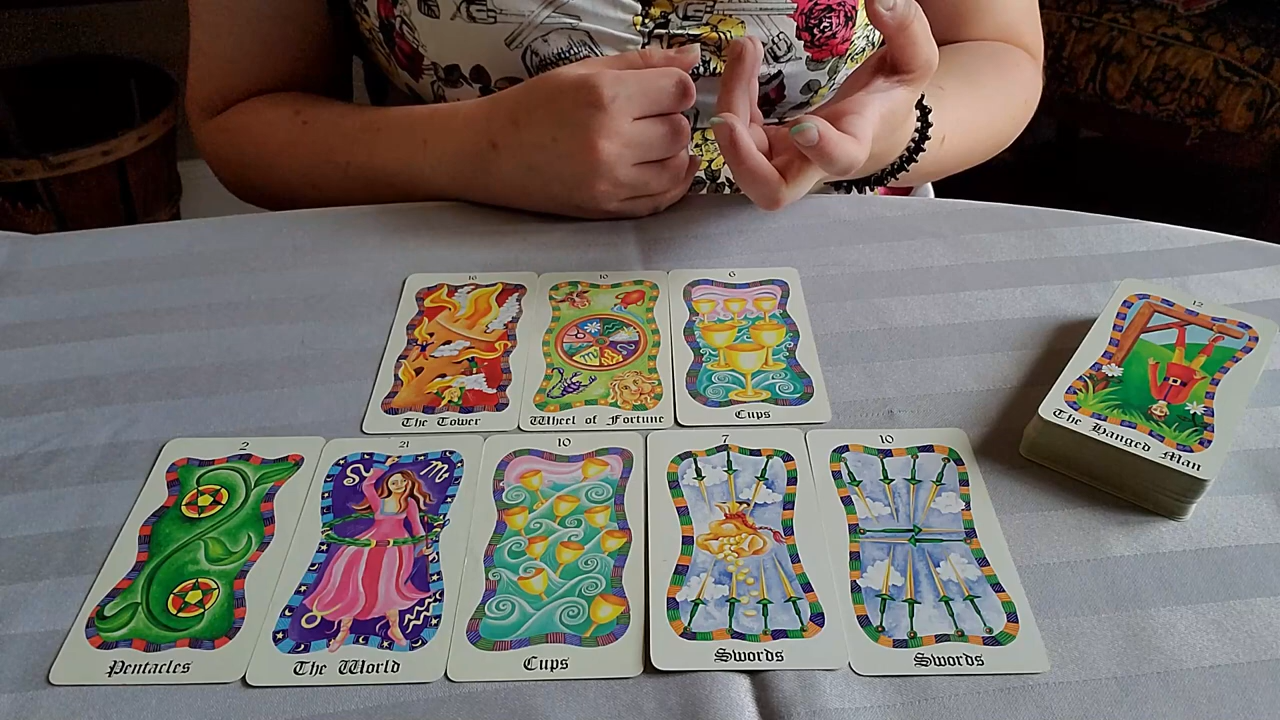 16
The Tower
10
Wheel of Fortune
6
Cups
12
The Hanged Man
2
Pentacles
21
The World
10
Cups
7
Swords
10
Swords